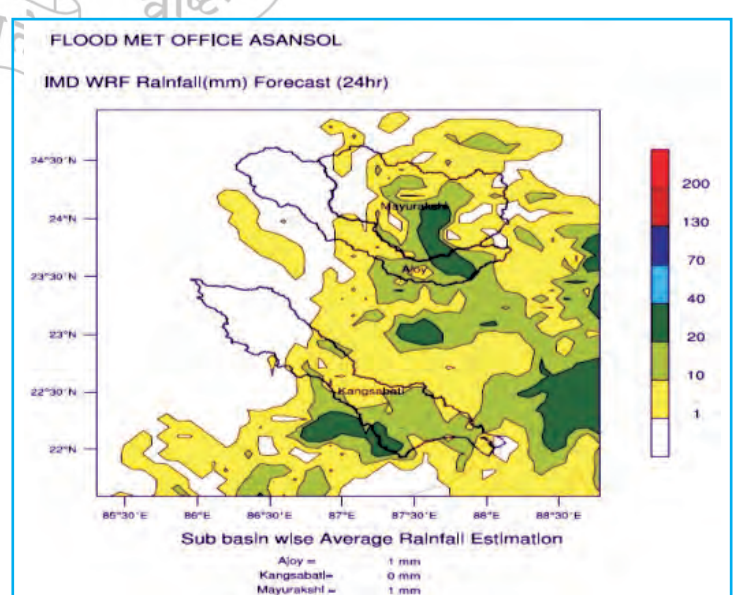 FLOOD MET OFFICE ASANSOL
IMD WRF Rainfall(mm) Forecast (24hr)
24°30'N
24°N
23°30'N
23°N
22°30'N
22°N
85°30'E 86°E 86°30'E 87°E 87°30'E 88°E 88°30'E
Mayurakshi
Ajoy
Kangsabati
200
130
70
40
20
10
1
Sub basin wise Average Rainfall Estimation
Ajoy = 1 mm
Kangsabati= 0 mm
Mayurakshi = 1 mm